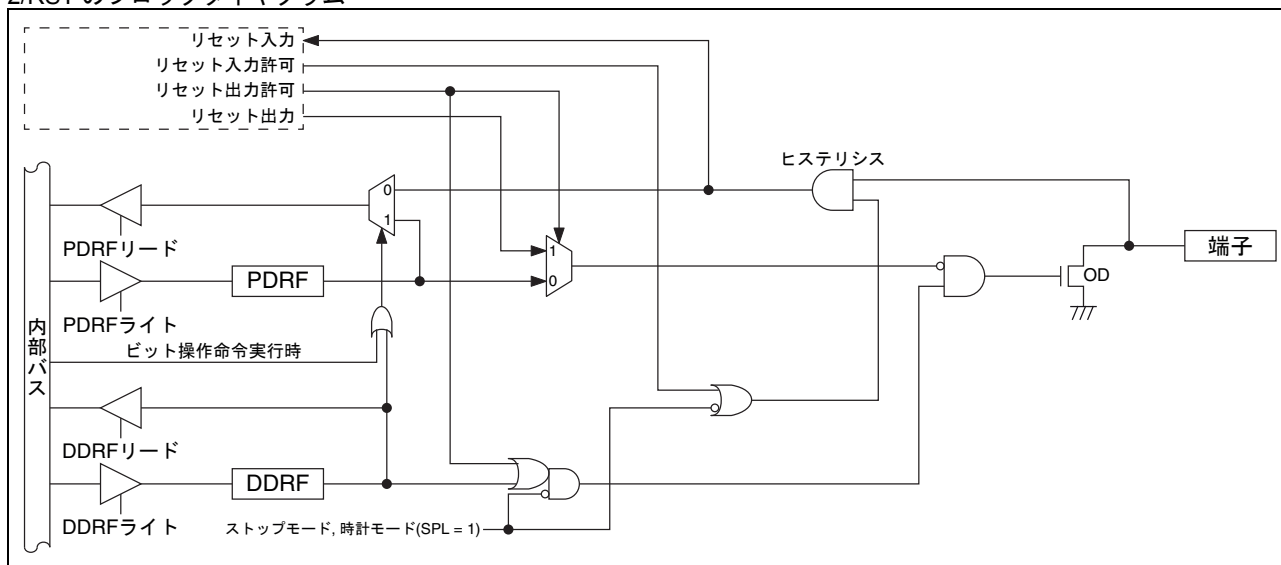 リセット入力
リセット入力許可
リセット出力許可
リセット出力
ヒステリシス
0
1
PDRFリード
1
端子
PDRF
0
OD
PDRFライト
内部バス
ビット操作命令実行時
DDRFリード
DDRF
DDRFライト
ストップモード, 時計モード(SPL = 1)